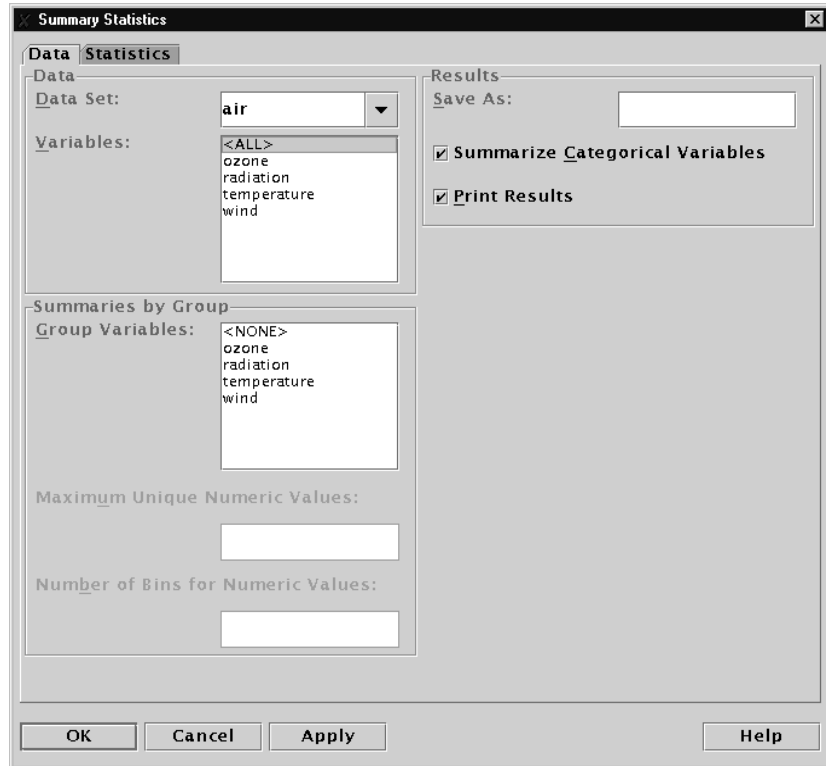 Summary Statistics
Data Statistics
Data
Data Set:
air
Variables:
<ALL>
ozone
radiation
temperature
wind
Summaries by Group
Group Variables:
<NONE>
ozone
radiation
temperature
wind
Maximum Unique Numeric Values:
Number of Bins for Numeric Values:
Results
Save As:
Summarize Categorical Variables
Print Results
OK Cancel Apply Help